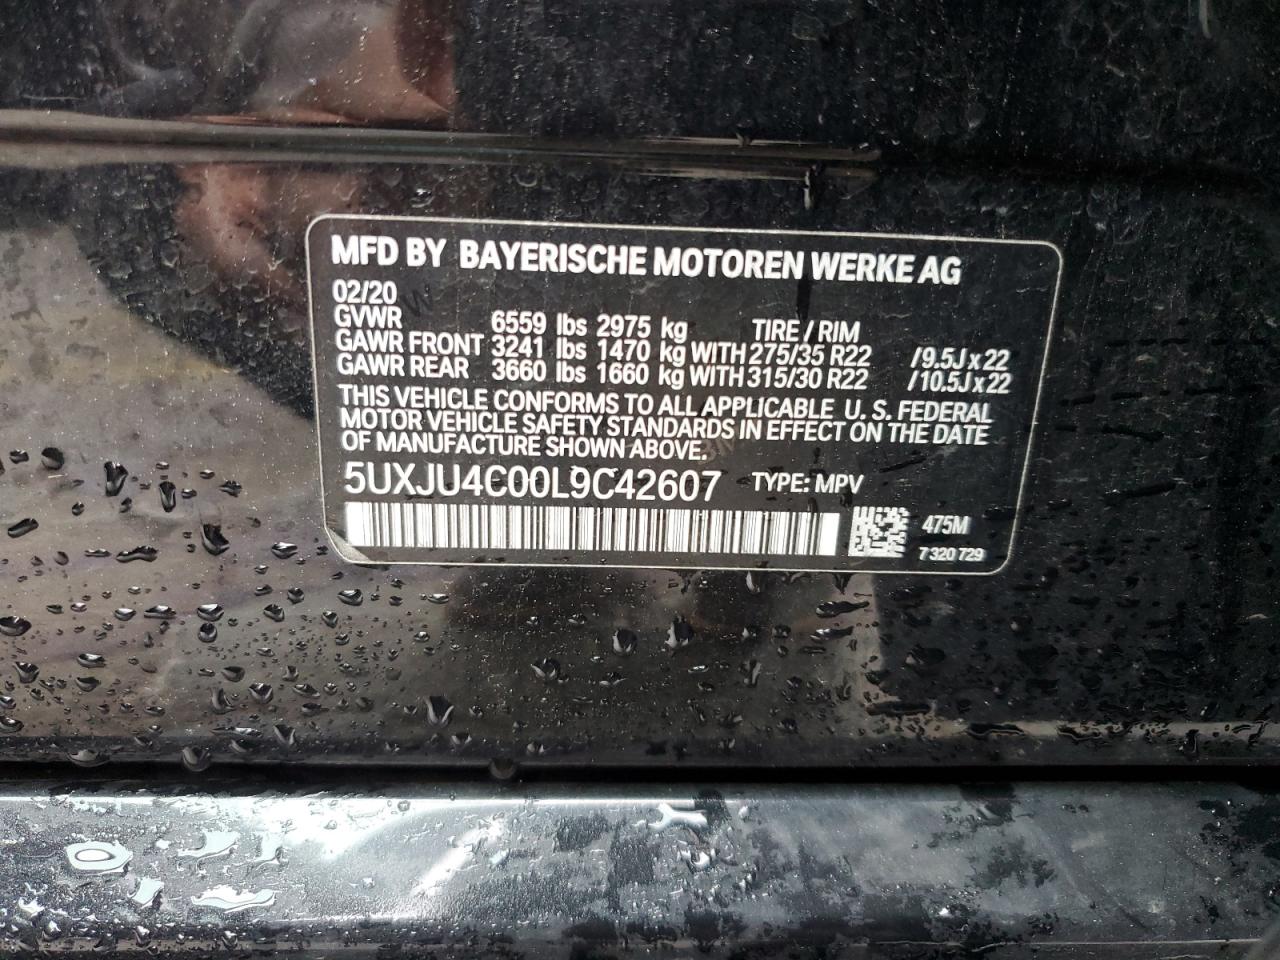 MFD BY BAYERISCHE MOTOREN WERKE AG
02/20
GVWR 6559 lbs 2975 kg TIRE / RIM
GAWR FRONT 3241 lbs 1470 kg WITH 275/35 R22 /9.5J x 22
GAWR REAR 3660 lbs 1660 kg WITH 315/30 R22 /10.5J x 22
THIS VEHICLE CONFORMS TO ALL APPLICABLE U. S. FEDERAL
MOTOR VEHICLE SAFETY STANDARDS IN EFFECT ON THE DATE
OF MANUFACTURE SHOWN ABOVE.
5UXJU4C00L9C42607 TYPE: MPV
475M
7 320 729